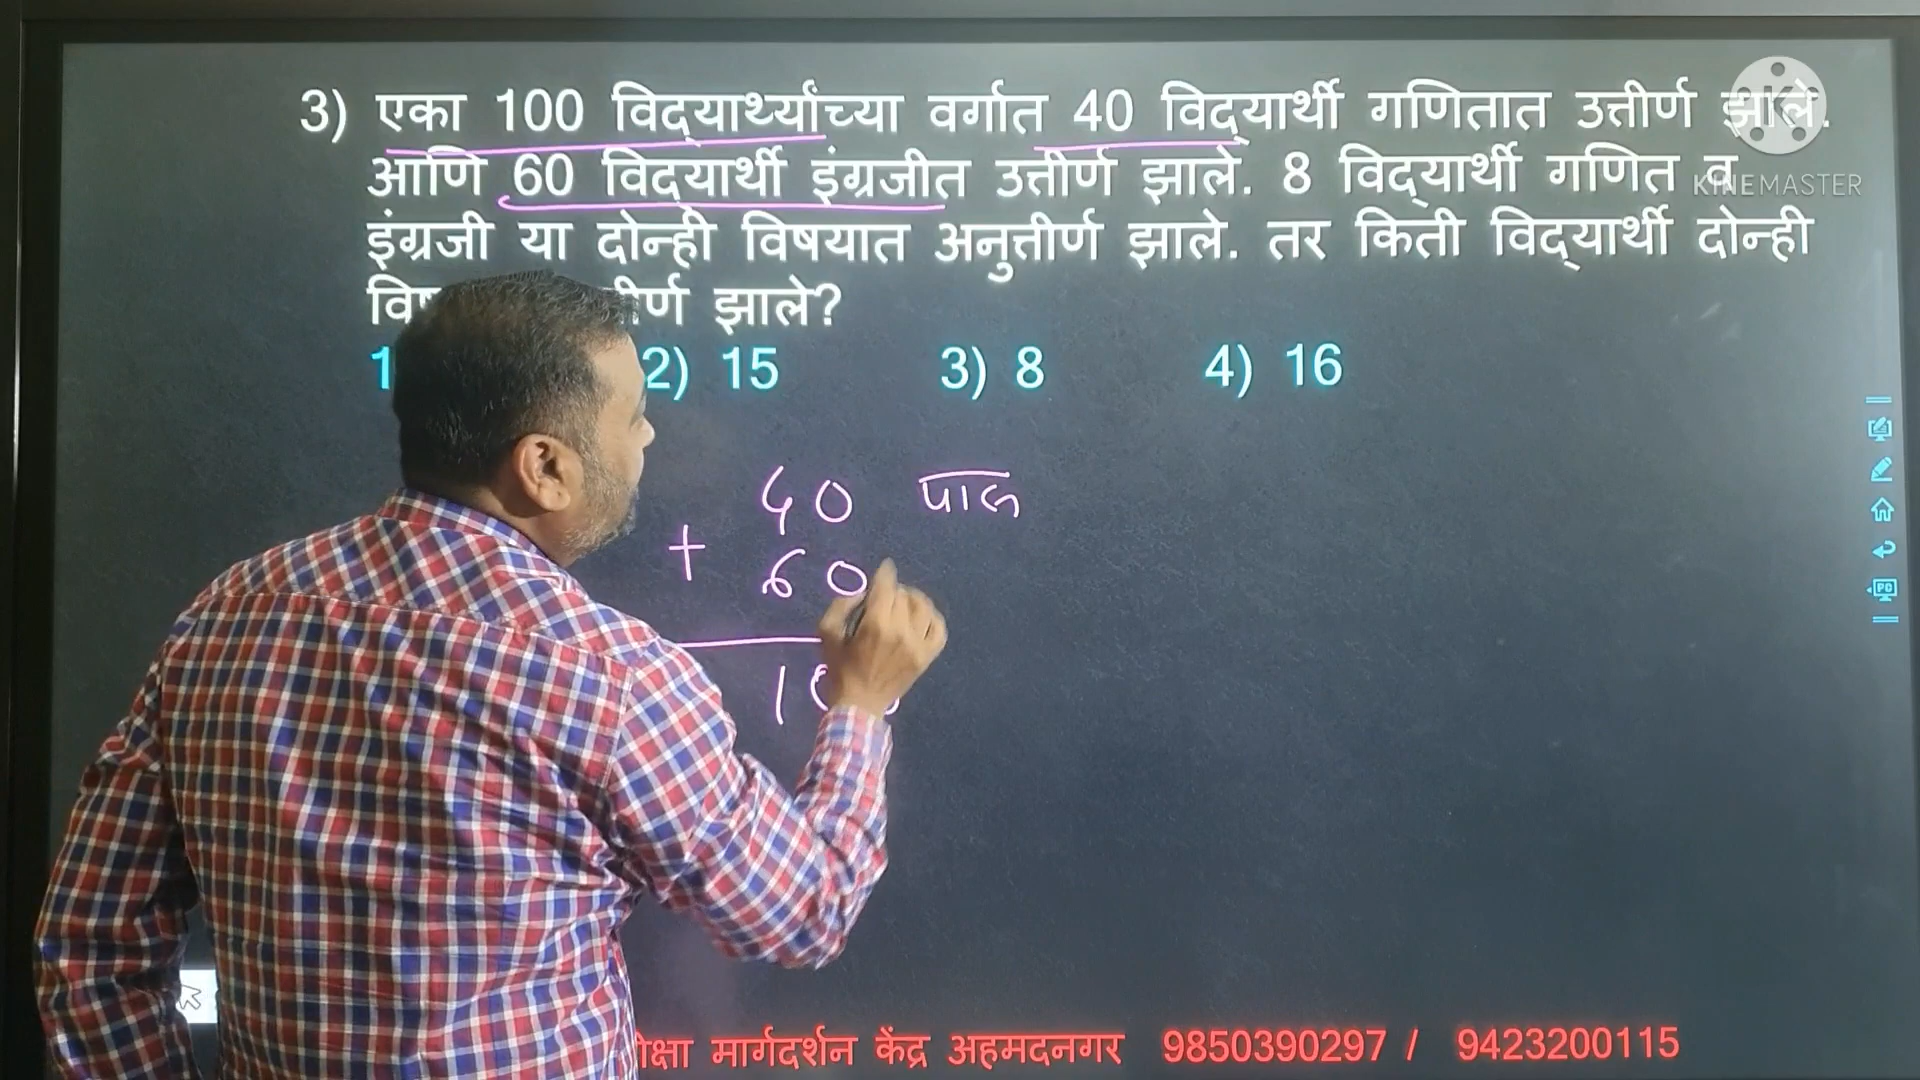 3) एका 100 विद्यार्थ्यांच्या वर्गात 40 विद्यार्थी गणितात उत्तीर्ण झाले.
आणि 60 विद्यार्थी इंग्रजीत उत्तीर्ण झाले. 8 विद्यार्थी गणित व
KINEMASTER
इंग्रजी या दोन्ही विषयात अनुत्तीर्ण झाले. तर किती विद्यार्थी दोन्ही
झाले?
2) 15 3) 8 4) 16
40 पास
+ 60
मार्गदर्शन केंद्र अहमदनगर 9850390297 / 9423200115